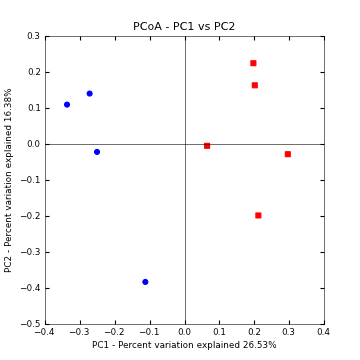 PCoA - PC1 vs PC2
0.3
0.2
0.1
0.0
−0.1
−0.2
−0.3
−0.4
−0.5
PC2 - Percent variation explained 16.38%
−0.4 −0.3 −0.2 −0.1 0.0 0.1 0.2 0.3 0.4
PC1 - Percent variation explained 26.53%